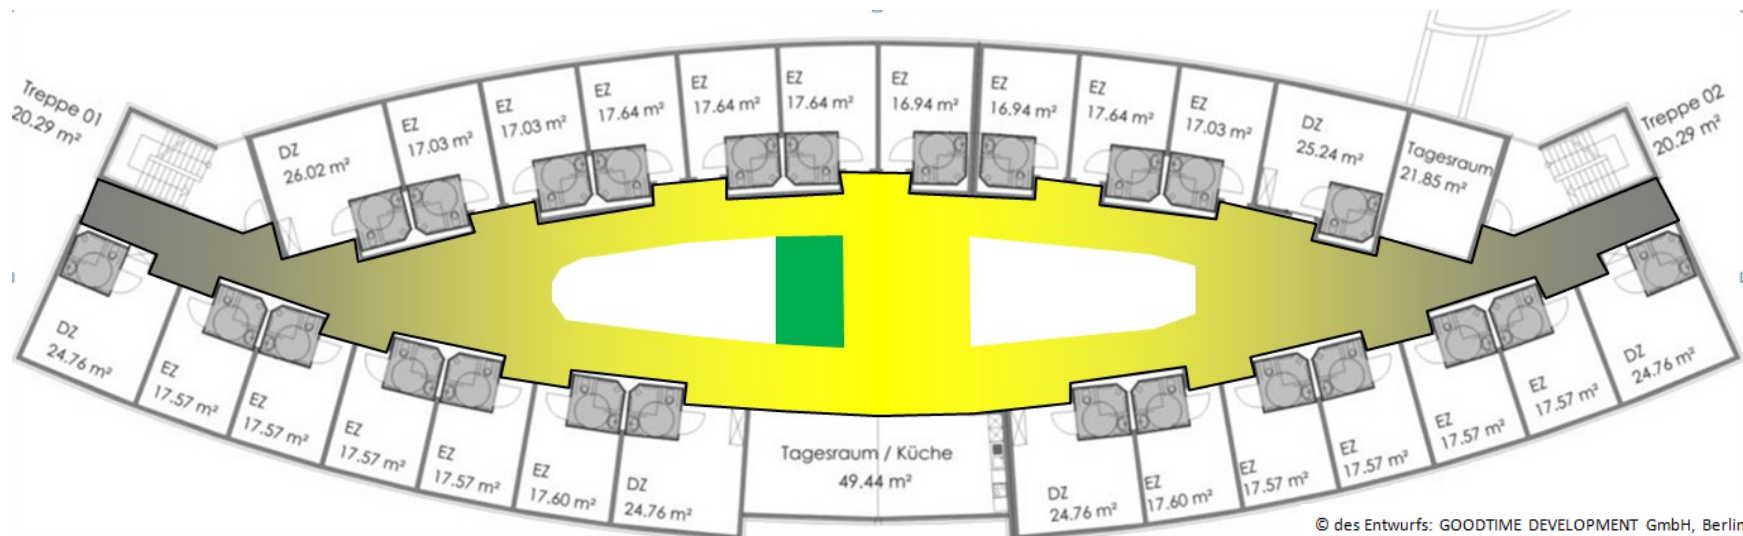 Treppe 01
20.29 m²
DZ
26.02 m²
EZ
17.03 m²
EZ
17.03 m²
EZ
17.64 m²
EZ
17.64 m²
EZ
17.64 m²
EZ
16.94 m²
EZ
16.94 m²
EZ
17.64 m²
EZ
17.03 m²
DZ
25.24 m²
Tagesraum
21.85 m²
Treppe 02
20.29 m²
DZ
24.76 m²
EZ
17.57 m²
EZ
17.57 m²
EZ
17.57 m²
EZ
17.57 m²
EZ
17.60 m²
DZ
24.76 m²
Tagesraum / Küche
49.44 m²
DZ
24.76 m²
EZ
17.60 m²
EZ
17.57 m²
EZ
17.57 m²
EZ
17.57 m²
EZ
17.57 m²
DZ
24.76 m²
© des Entwurfs: GOODTIME DEVELOPMENT GmbH, Berlin